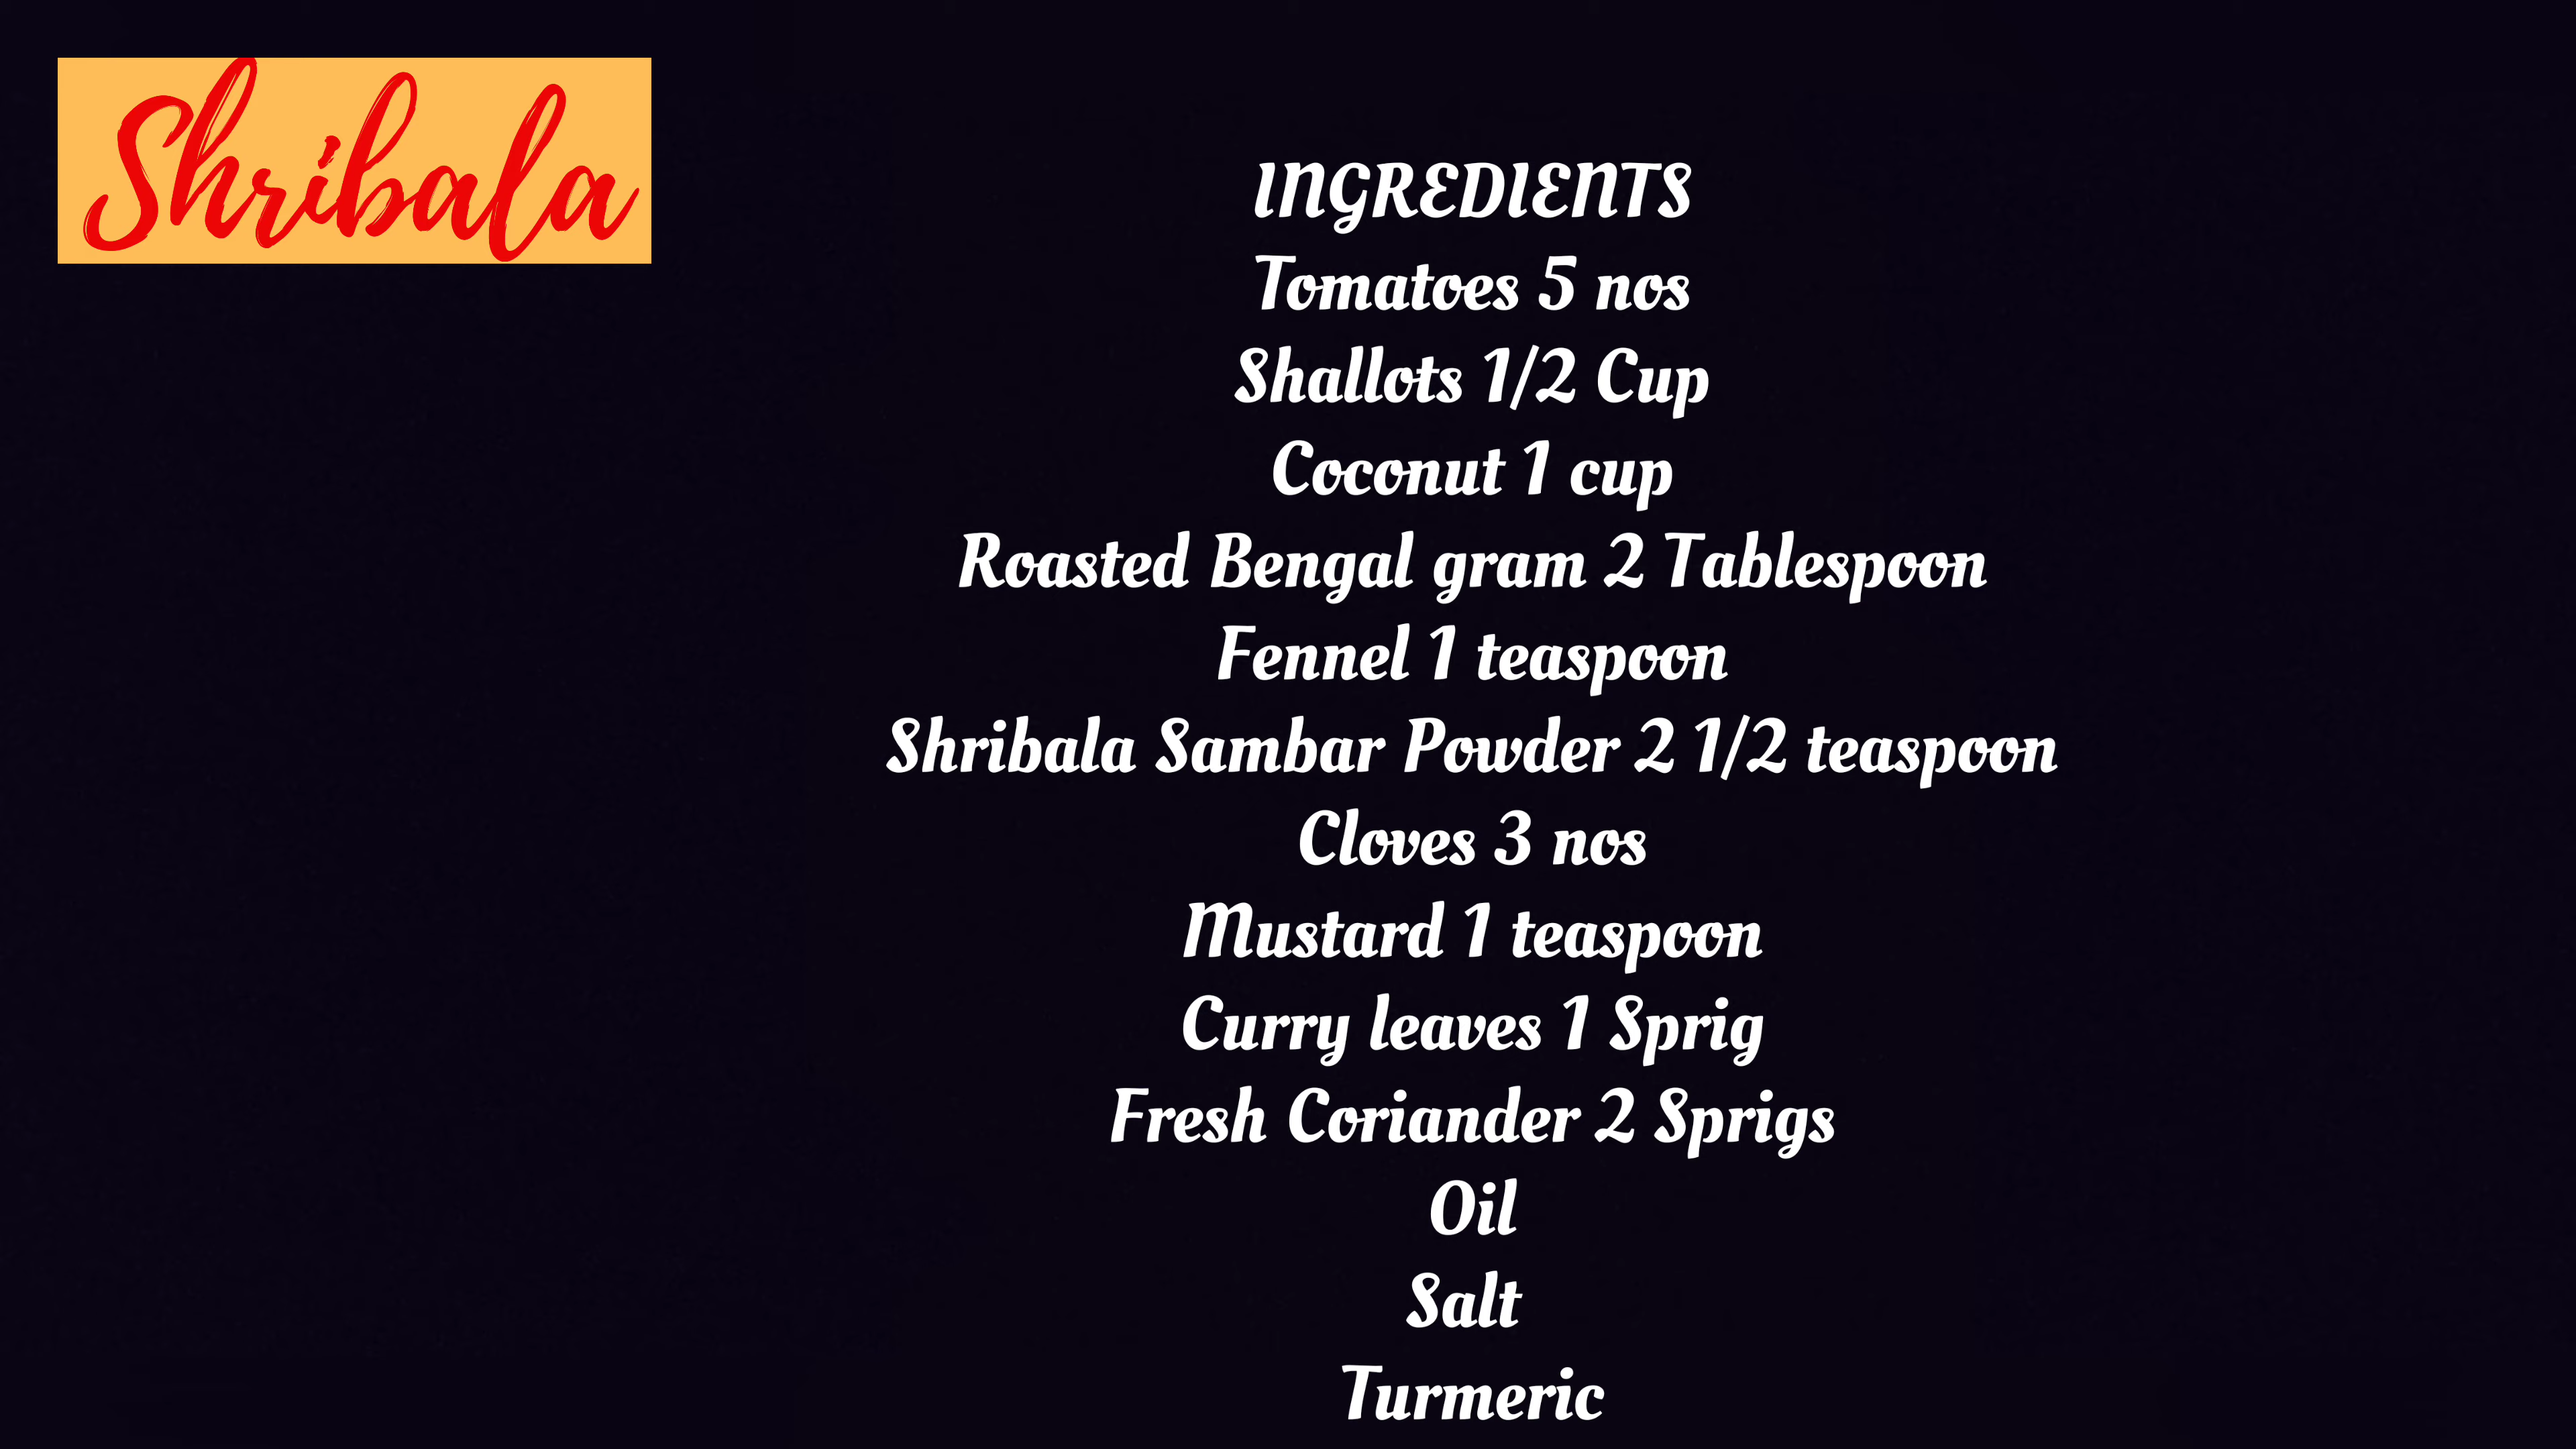 Shribala
INGREDIENTS
Tomatoes 5 nos
Shallots 1/2 Cup
Coconut 1 cup
Roasted Bengal gram 2 Tablespoon
Fennel 1 teaspoon
Shribala Sambar Powder 2 1/2 teaspoon
Cloves 3 nos
Mustard 1 teaspoon
Curry leaves 1 Sprig
Fresh Coriander 2 Sprigs
Oil
Salt
Turmeric